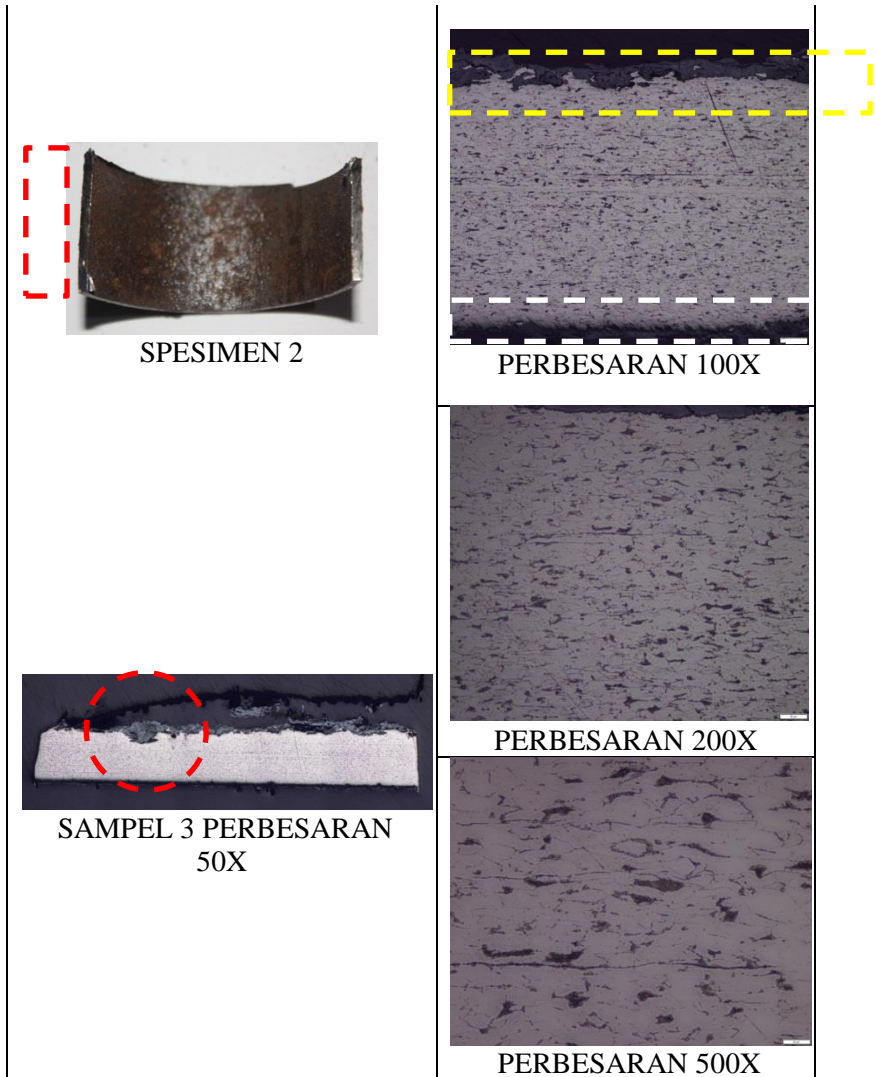 SPESIMEN 2
PERBESARAN 100X
PERBESARAN 200X
SAMPEL 3 PERBESARAN
50X
PERBESARAN 500X